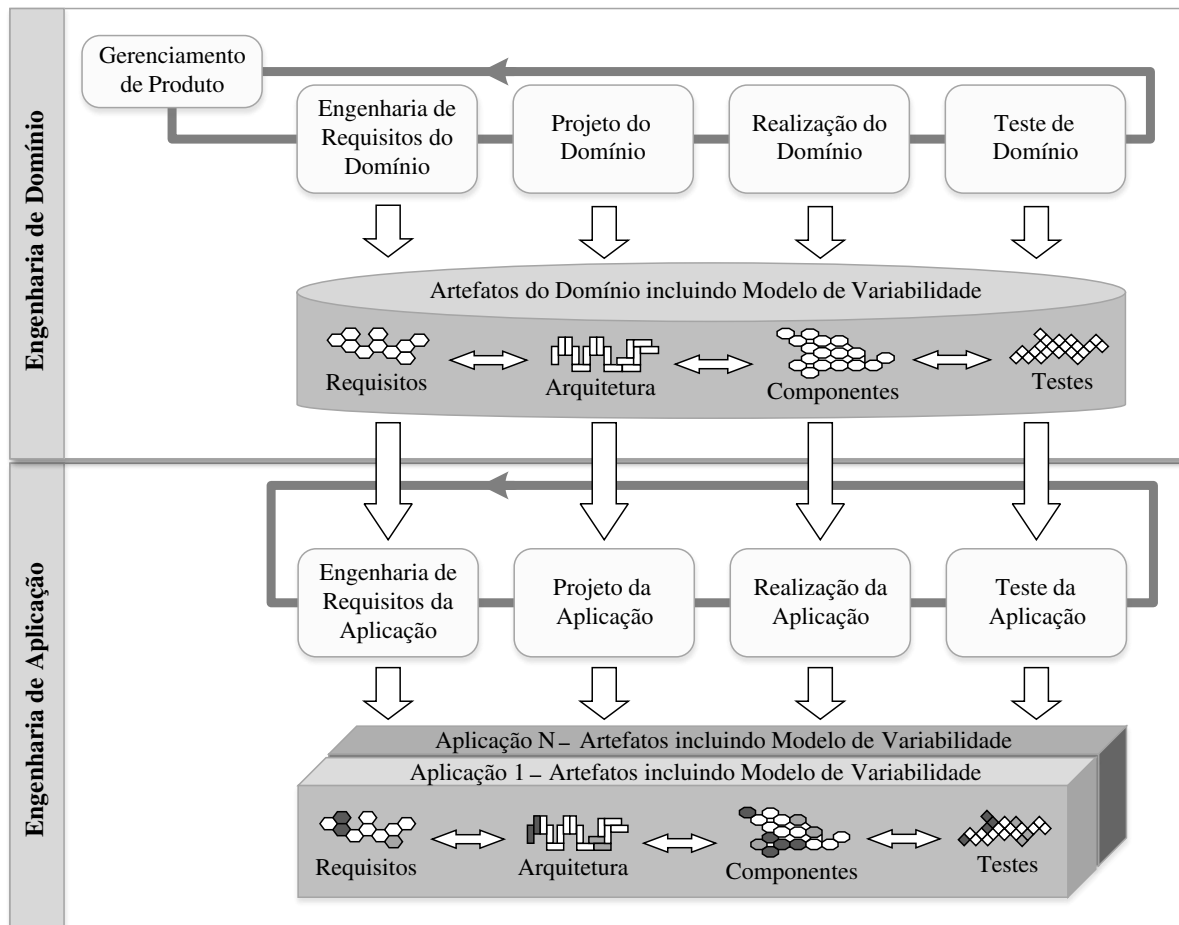 Engenharia de Domínio
Gerenciamento
de Produto
Engenharia de
Requisitos do
Domínio
Projeto do
Domínio
Realização do
Domínio
Teste de
Domínio
Artefatos do Domínio incluindo Modelo de Variabilidade
Requisitos
Arquitetura
Componentes
Testes
Engenharia de Aplicação
Engenharia de
Requisitos da
Aplicação
Projeto da
Aplicação
Realização da
Aplicação
Teste da
Aplicação
Aplicação N – Artefatos incluindo Modelo de Variabilidade
Aplicação 1 – Artefatos incluindo Modelo de Variabilidade
Requisitos
Arquitetura
Componentes
Testes